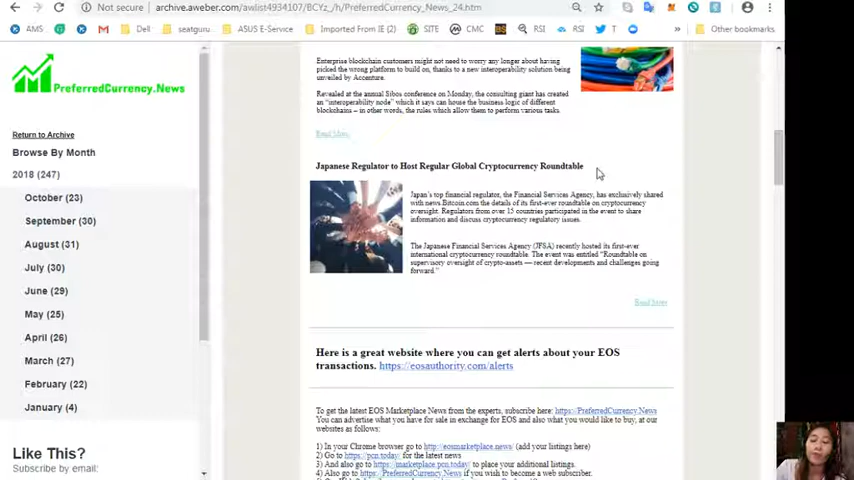 Not secure archive.aweber.com/awlist4934107/BCYz_/h/PreferredCurrency_News_24.htm
AMS Dell seatguru ASUS E-Service Imported From IE (2) SITE CMC RSI RSI T » Other bookmarks
PreferredCurrency.News
Return to Archive
Browse By Month
2018 (247)
October (23)
September (30)
August (31)
July (30)
June (29)
May (25)
April (26)
March (27)
February (22)
January (4)
Like This?
Subscribe by email:
Enterprise blockchain customers might not need to worry any longer about having
picked the wrong platform to build on, thanks to a new interoperability solution being
unveiled by Accenture.
Revealed at the annual Sibos conference on Monday, the consulting giant has created
an "interoperability node" which it says can house the business logic of different
blockchains – in other words, the rules which allow them to perform various tasks.
Read More
Japanese Regulator to Host Regular Global Cryptocurrency Roundtable
Japan's top financial regulator, the Financial Services Agency, has exclusively shared
with news.Bitcoin.com the details of its first-ever roundtable on cryptocurrency
oversight. Regulators from over 15 countries participated in the event to share
information and discuss cryptocurrency regulatory issues.
The Japanese Financial Services Agency (JFSA) recently hosted its first-ever
international cryptocurrency roundtable. The event was entitled "Roundtable on
supervisory oversight of crypto-assets — recent developments and challenges going
forward."
Read More
Here is a great website where you can get alerts about your EOS
transactions. https://eosauthority.com/alerts
To get the latest EOS Marketplace News from the experts, subscribe here: https://PreferredCurrency.News
You can advertise what you have for sale in exchange for EOS and also what you would like to buy, at our
websites as follows:
1) In your Chrome browser go to http://eosmarketplace.news/ (add your listings here)
2) Go to https://pcn.today/ for the latest news
3) And also go to https://marketplace.pcn.today/ to place your additional listings.
4) Also go to https://PreferredCurrency.News if you wish to become a web subscriber.